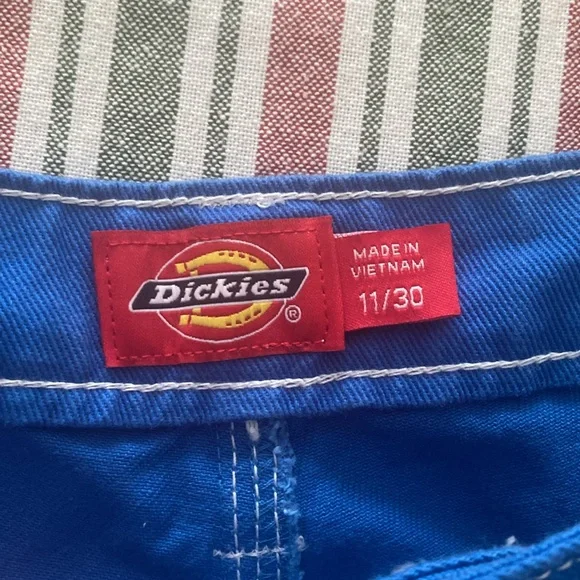 Dickies
®
MADE IN
VIETNAM
11/30